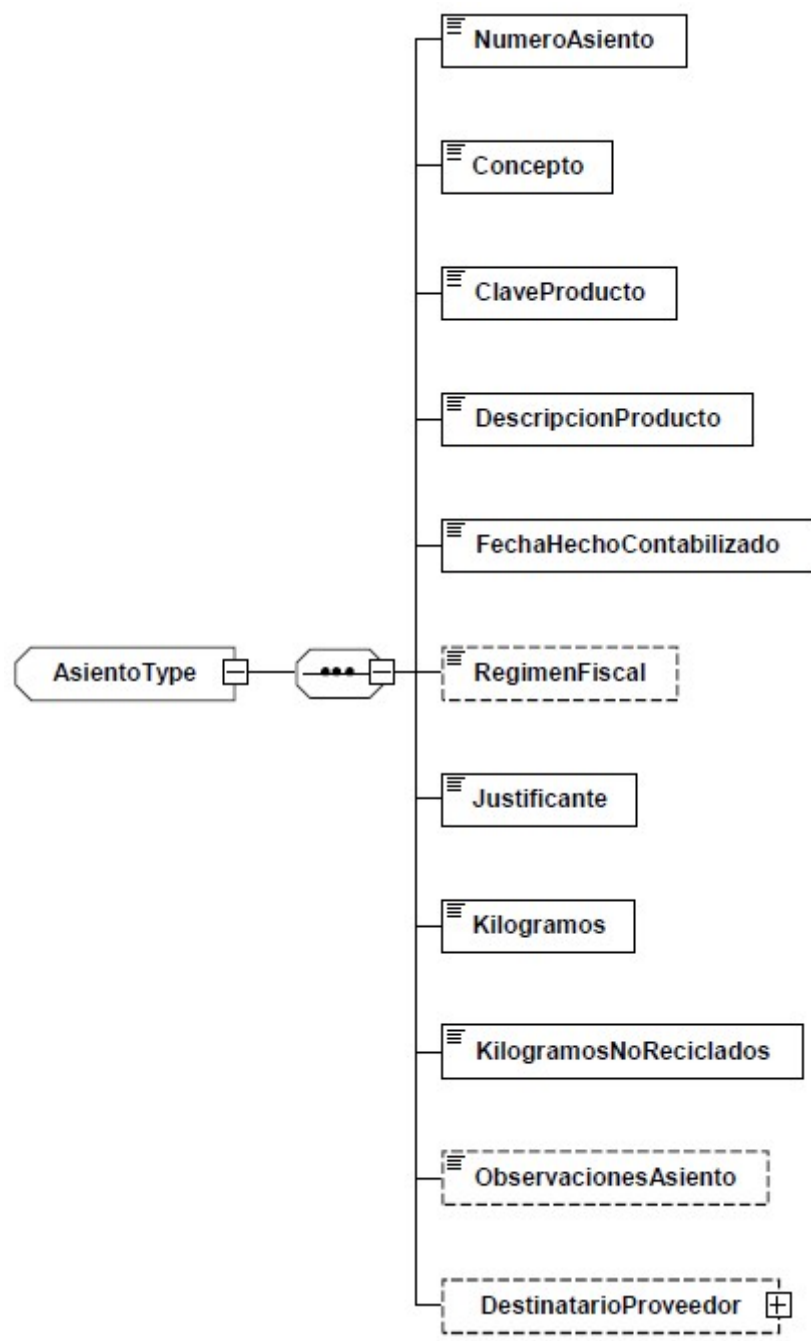 NumeroAsiento
Concepto
ClaveProducto
DescripcionProducto
FechaHechoContabilizado
AsientoType
RegimenFiscal
Justificante
Kilogramos
KilogramosNoReciclados
ObservacionesAsiento
DestinatarioProveedor